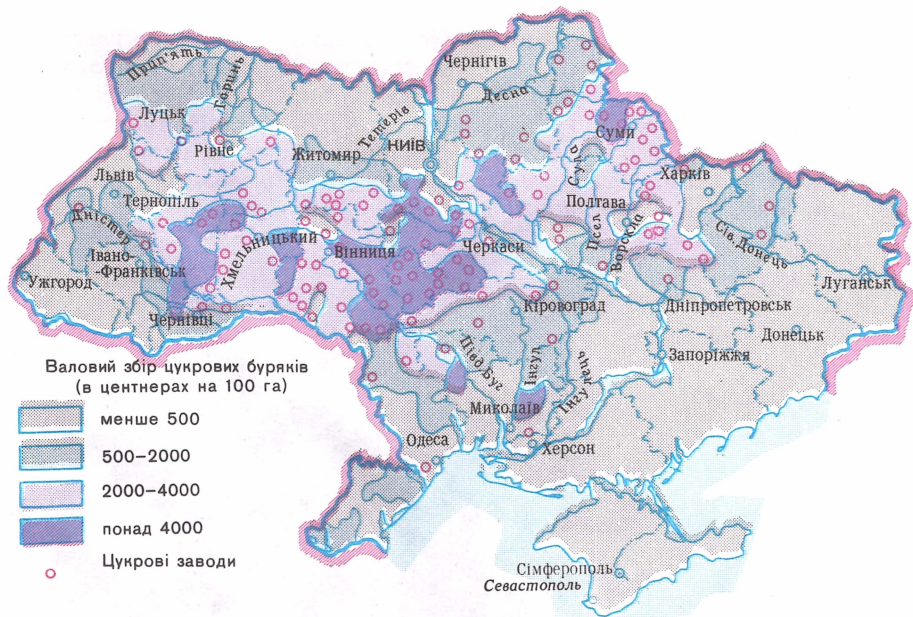 Чернігів
Прип'ять
Горинь
Десна
Луцьк
Тетерів
Суми
Рівне
Житомир
КИЇВ
Сула
Львів
Харків
Тернопіль
Полтава
Дністер
Псел
Ворскла
Сів. Донець
Хмельницький
Вінниця
Черкаси
Івано-
-Франківськ
Ужгород
Луганськ
Чернівці
Кіровоград
Дніпропетровськ
Донецьк
Запоріжжя
Півд. Буг
Інгул
Інгулець
Миколаїв
Одеса
Херсон
Сімферополь
Севастополь
Валовий збір цукрових буряків
(в центнерах на 100 га)
менше 500
500–2000
2000–4000
понад 4000
Цукрові заводи